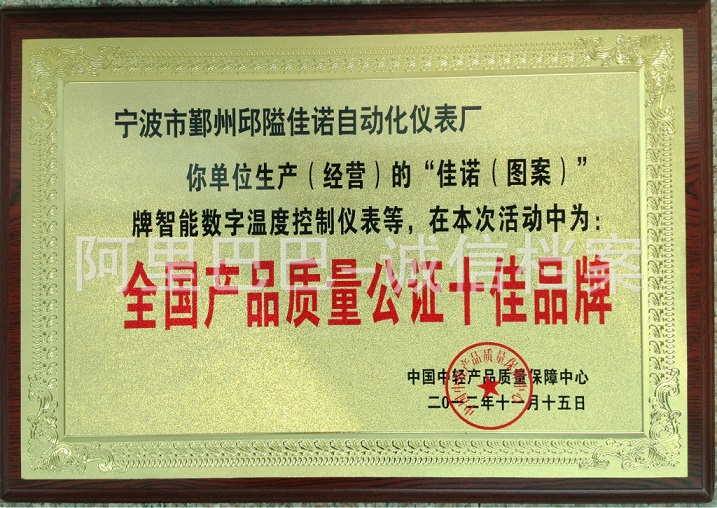 宁波市鄞州邱隘佳诺自动化仪表厂
你单位生产（经营）的“佳诺（图案）”
牌智能数字温度控制仪表等，在本次活动中为：
阿里巴巴-诚信档案
全国产品质量公证十佳品牌
中国中轻产品质量保障中心
二〇一二年十一月十五日